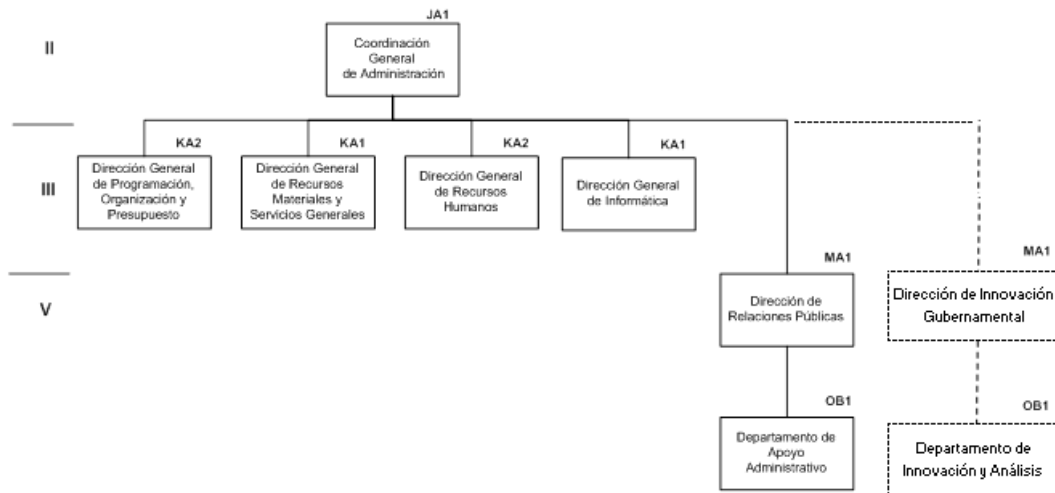 JA1
II
Coordinación
General
de Administración
KA2
KA1
KA2
KA1
III
Dirección General
de Programación,
Organización y
Presupuesto
Dirección General
de Recursos
Materiales y
Servicios Generales
Dirección General
de Recursos
Humanos
Dirección General
de Informática
MA1
MA1
V
Dirección de
Relaciones Públicas
Dirección de Innovación
Gubernamental
OB1
OB1
Departamento de
Apoyo
Administrativo
Departamento de
Innovación y Análisis